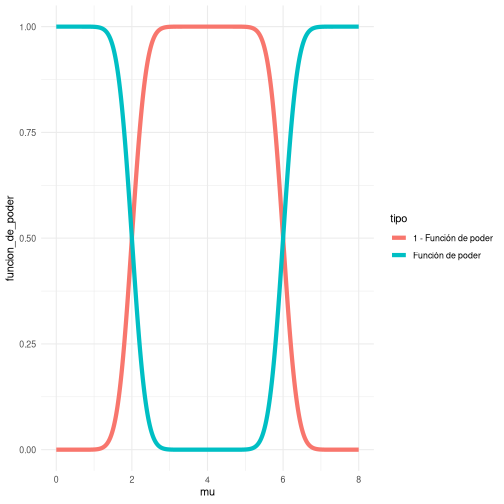 1.00
0.75
0.50
0.25
0.00
funcion_de_poder
0
2
4
6
8
mu
tipo
1 - Función de poder
Función de poder